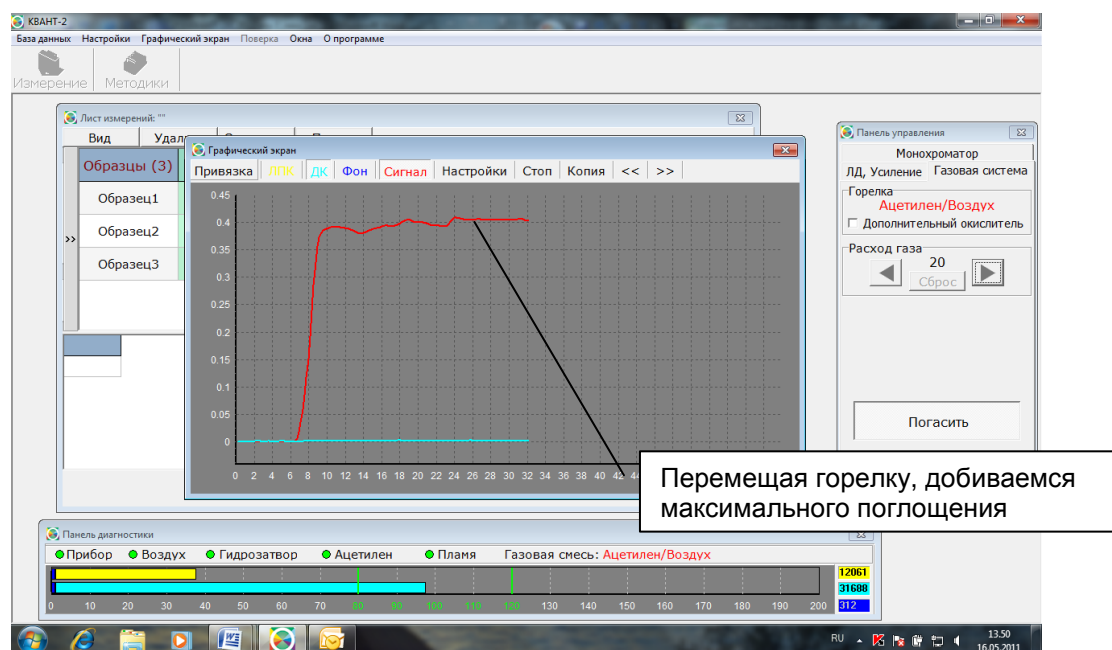 КВАНТ-2
База данных Настройки Графический экран Поверка Окна О программе
Измерение Методики
Лист измерений: ""
Вид
Образцы (3)
Образец1
Образец2
Образец3
>>
Графический экран
Привязка ЛПК ДК Фон Сигнал Настройки Стоп Копия << >>
0.45
0.4
0.35
0.3
0.25
0.2
0.15
0.1
0.05
0
0 2 4 6 8 10 12 14 16 18 20 22 24 26 28 30 32 34 36 38 40 42
Панель управления
Монохроматор
ЛД, Усиление Газовая система
Горелка
Ацетилен/Воздух
Дополнительный окислитель
Расход газа
20
Сброс
Погасить
Перемещая горелку, добиваемся
максимального поглощения
Панель диагностики
Прибор Воздух Гидрозатвор Ацетилен Пламя Газовая смесь: Ацетилен/Воздух
12061
31688
0 10 20 30 40 50 60 70 80 90 100 110 120 130 140 150 160 170 180 190 200 312
RU 13.50
16.05.2011